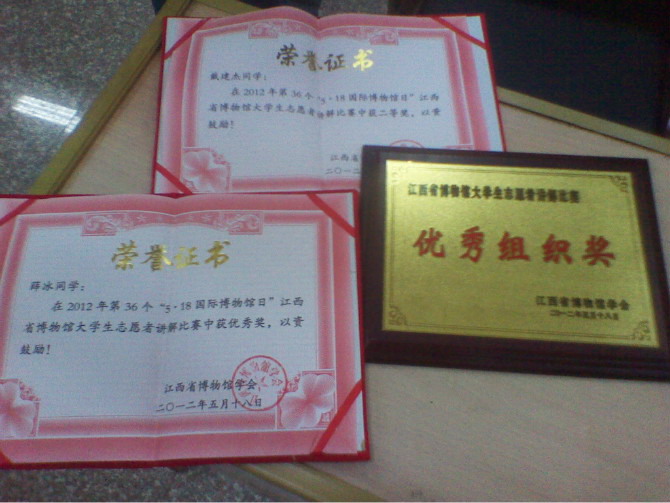 荣誉证书
戴建杰同学：
在2012年第36个“5·18国际博物馆日”江西
省博物馆大学生志愿者讲解比赛中获二等奖，以资
鼓励！
江西省
二〇一二
荣誉证书
薛冰同学：
在2012年第36个“5·18国际博物馆日”江西
省博物馆大学生志愿者讲解比赛中获优秀奖，以资
鼓励！
江西省博物馆学会
二〇一二年五月十八日
江西省博物馆大学生志愿者讲解比赛
优秀组织奖
江西省博物馆学会
二〇一二年五月十八日